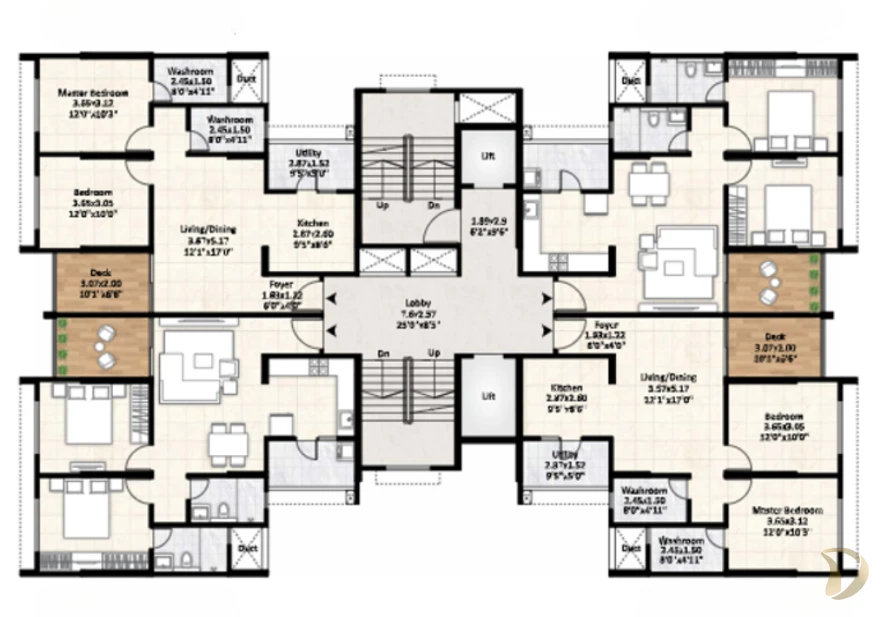 Washroom
2.45x1.50
8'0"x4'11"
Duct
Master Bedroom
3.65x3.12
12'0"x10'3"
Washroom
2.45x1.50
8'0"x4'11"
Utility
2.87x1.52
9'5"x5'0"
Bedroom
3.65x3.05
12'0"x10'0"
Living/Dining
5.17
12'1"x17'0"
Kitchen
2.87x2.60
9'5"x8'6"
Deck
3.07x2.00
10'1"x6'6"
Foyer
1.83x1.22
6'0"x4'0"
Up
Dn
Lift
1.89x2.9
6'2"x9'6"
Lobby
7.6x2.57
25'0"x8'5"
Dn
Up
Lift
Duct
Foyer
1.83x1.22
6'0"x4'0"
Deck
3.07x2.00
10'1"x6'6"
Living/Dining
5.17
12'1"x17'0"
Kitchen
2.87x2.60
9'5"x8'6"
Bedroom
3.65x3.05
12'0"x10'0"
Utility
2.87x1.52
9'5"x5'0"
Washroom
2.45x1.50
8'0"x4'11"
Master Bedroom
3.65x3.12
12'0"x10'3"
Duct
Duct
Washroom
2.45x1.50
8'0"x4'11"